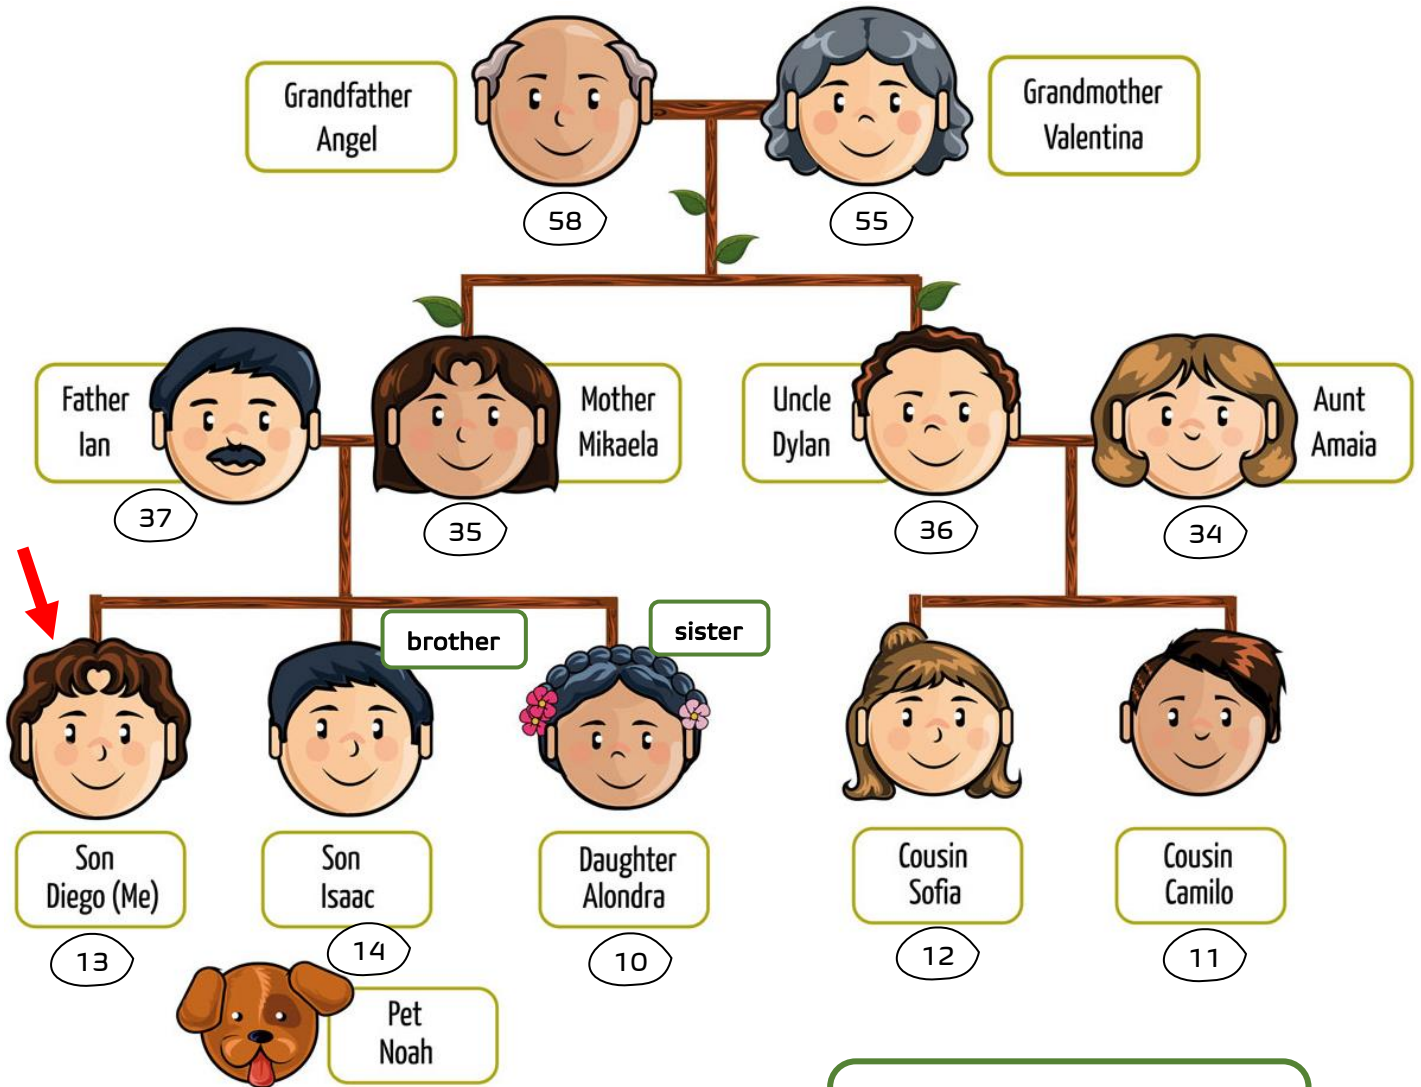 Grandfather
Angel
Grandmother
Valentina
58
55
Father
Ian
Mother
Mikaela
Uncle
Dylan
Aunt
Amaia
37
35
36
34
brother
sister
Son
Diego (Me)
Son
Isaac
Daughter
Alondra
Cousin
Sofia
Cousin
Camilo
13
14
10
12
11
Pet
Noah